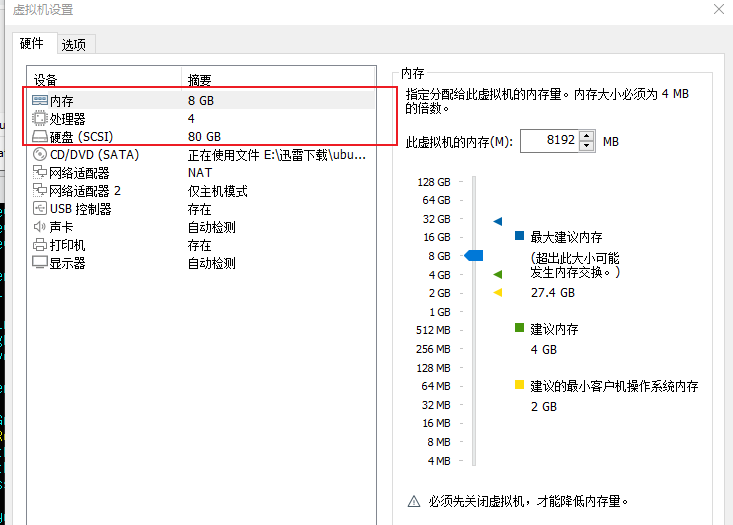 虚拟机设置
硬件 选项
设备 摘要
内存 8 GB
处理器 4
硬盘 (SCSI) 80 GB
CD/DVD (SATA) 正在使用文件 E:\迅雷下载\ubu...
网络适配器 NAT
网络适配器 2 仅主机模式
USB 控制器 存在
声卡 自动检测
打印机 存在
显示器 自动检测
内存
指定分配给此虚拟机的内存量。内存大小必须为 4 MB
的倍数。
此虚拟机的内存(M): 8192 MB
128 GB
64 GB
32 GB
16 GB
8 GB
4 GB
2 GB
1 GB
512 MB
256 MB
128 MB
64 MB
32 MB
16 MB
8 MB
4 MB
最大建议内存
(超出此大小可能
发生内存交换。)
27.4 GB
建议内存
4 GB
建议的最小客户机操作系统内存
2 GB
必须先关闭虚拟机，才能降低内存量。